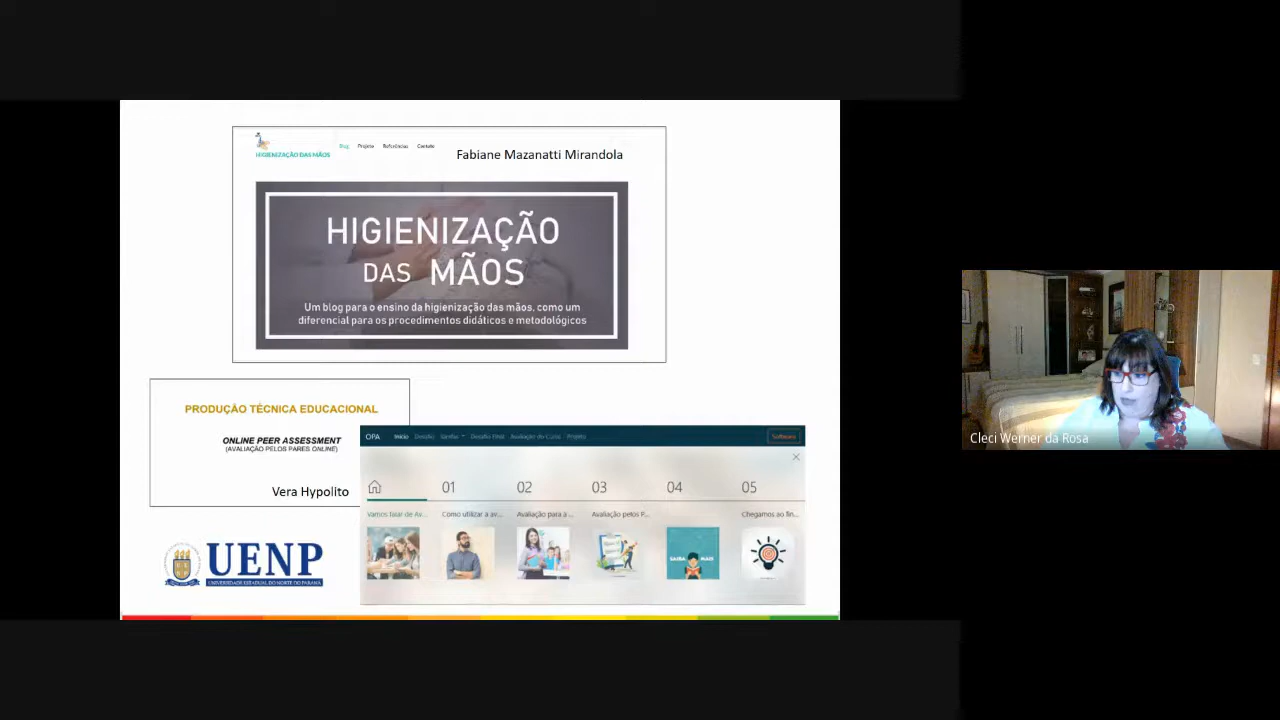 HIGIENIZAÇÃO DAS MÃOS
Blog Projeto Referências Contato
Fabiane Mazanatti Mirandola
HIGIENIZAÇÃO
DAS MÃOS
Um blog para o ensino da higienização das mãos, como um
diferencial para os procedimentos didáticos e metodológicos
PRODUÇÃO TÉCNICA EDUCACIONAL
ONLINE PEER ASSESSMENT
(AVALIAÇÃO PELOS PARES ONLINE)
Vera Hypolito
UENP
UNIVERSIDADE ESTADUAL DO NORTE DO PARANÁ
OPA Início Desafio Tarefas Desafio Final Avaliação do Curso Projeto Software
01 02 03 04 05
Vamos falar de Av... Como utilizar a av... Avaliação para a ... Avaliação pelos P... Chegamos ao fin...
SAIBA MAIS
Cleci Werner da Rosa